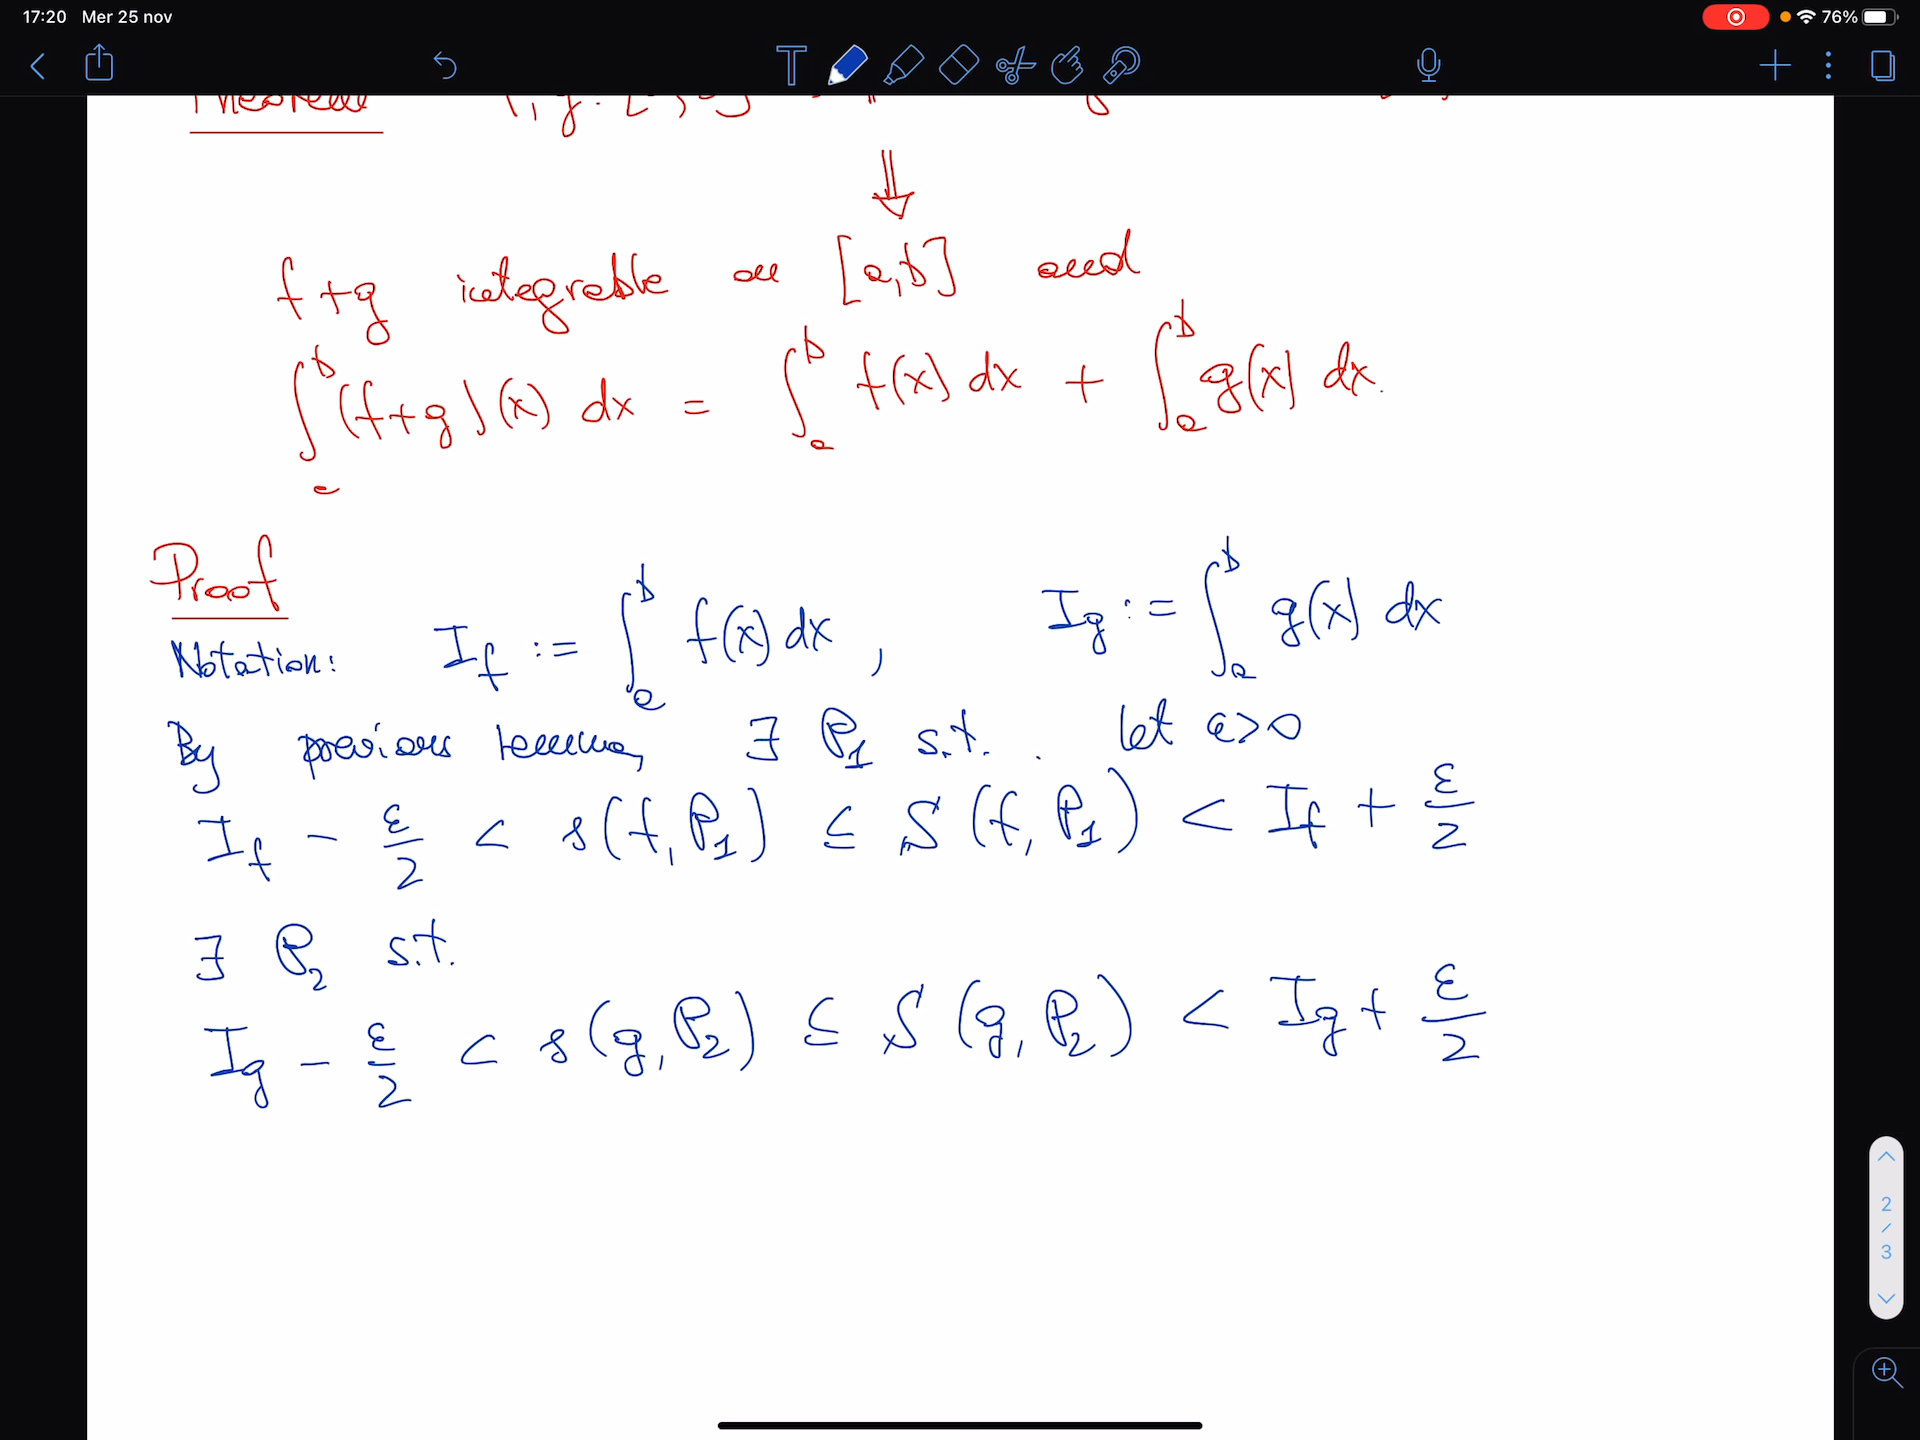 17:20 Mer 25 nov 76%
Theorem
⇓
f+g integrable on [a,b] and
∫_a^b (f+g)(x) dx = ∫_a^b f(x) dx + ∫_a^b g(x) dx.
Proof
Notation: I_f := ∫_a^b f(x) dx , I_g := ∫_a^b g(x) dx
By previous lemma, ∃ P_1 s.t. . let ε>0
I_f - ε/2 < s(f, P_1) ≤ S(f, P_1) < I_f + ε/2
∃ P_2 s.t.
I_g - ε/2 < s(g, P_2) ≤ S(g, P_2) < I_g + ε/2
2
/
3